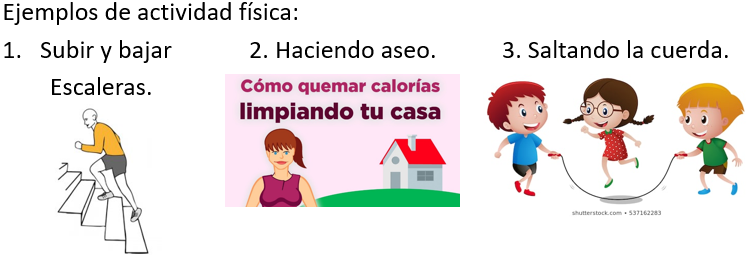 Ejemplos de actividad física:
1. Subir y bajar
Escaleras.
2. Haciendo aseo.
3. Saltando la cuerda.
Cómo quemar calorías
limpiando tu casa
shutterstock.com • 537162283